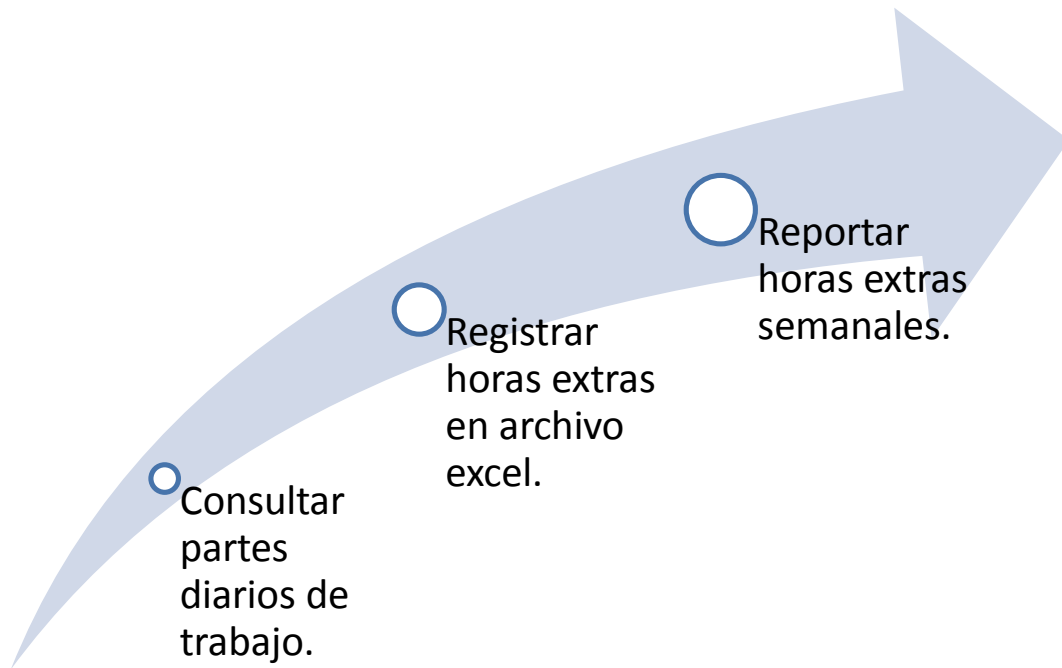 Consultar
partes
diarios de
trabajo.
Registrar
horas extras
en archivo
excel.
Reportar
horas extras
semanales.